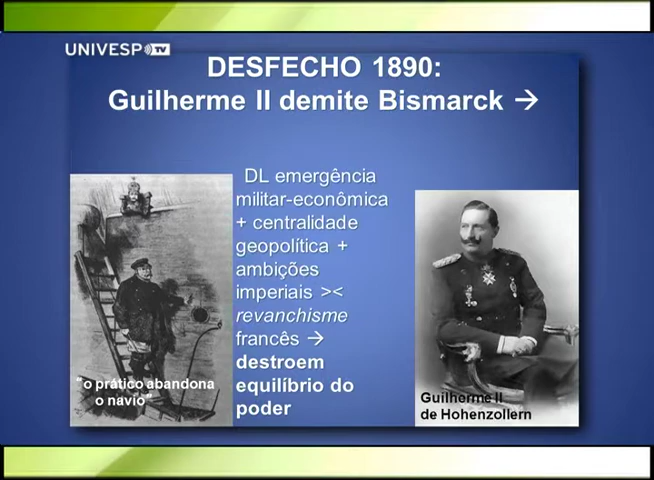 UNIVESP TV
DESFECHO 1890:
Guilherme II demite Bismarck →
DL emergência
militar-econômica
+ centralidade
geopolítica +
ambições
imperiais ><
revanchisme
francês →
destroem
equilíbrio do
poder
"o prático abandona
o navio"
Guilherme II
de Hohenzollern